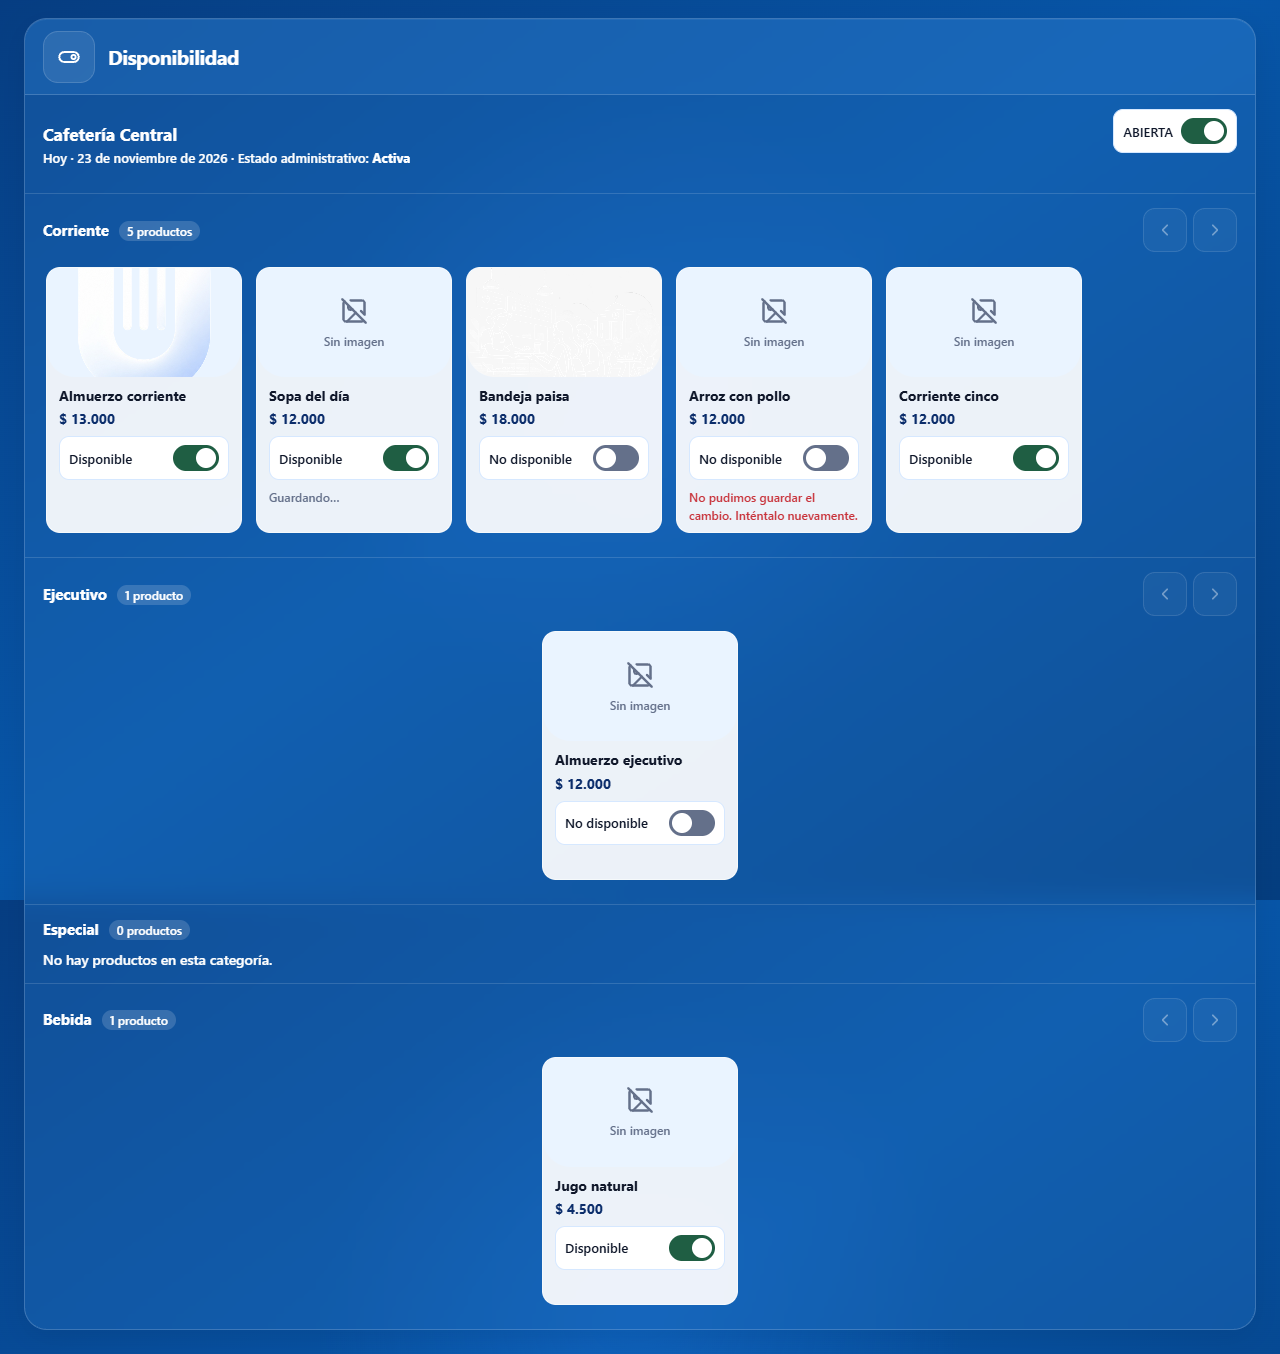 Disponibilidad
Cafetería Central
ABIERTA
Hoy · 23 de noviembre de 2026 · Estado administrativo: Activa
Corriente
5 productos
Sin imagen
Sin imagen
Sin imagen
Almuerzo corriente
$ 13.000
Disponible
Sopa del día
$ 12.000
Disponible
Guardando...
Bandeja paisa
$ 18.000
No disponible
Arroz con pollo
$ 12.000
No disponible
No pudimos guardar el
cambio. Inténtalo nuevamente.
Corriente cinco
$ 12.000
Disponible
Ejecutivo
1 producto
Sin imagen
Almuerzo ejecutivo
$ 12.000
No disponible
Especial
0 productos
No hay productos en esta categoría.
Bebida
1 producto
Sin imagen
Jugo natural
$ 4.500
Disponible